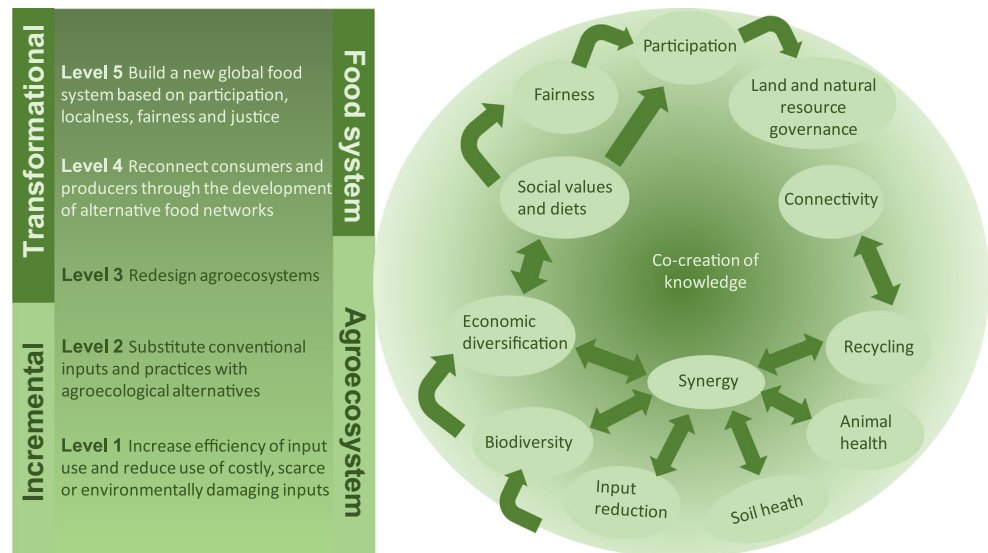 Transformational
Incremental
Level 5 Build a new global food
system based on participation,
localness, fairness and justice
Level 4 Reconnect consumers and
producers through the development
of alternative food networks
Level 3 Redesign agroecosystems
Level 2 Substitute conventional
inputs and practices with
agroecological alternatives
Level 1 Increase efficiency of input
use and reduce use of costly, scarce
or environmentally damaging inputs
Food system
Agroecosystem
Participation
Fairness
Land and natural
resource
governance
Social values
and diets
Connectivity
Co-creation of
knowledge
Economic
diversification
Recycling
Synergy
Biodiversity
Animal
health
Input
reduction
Soil heath